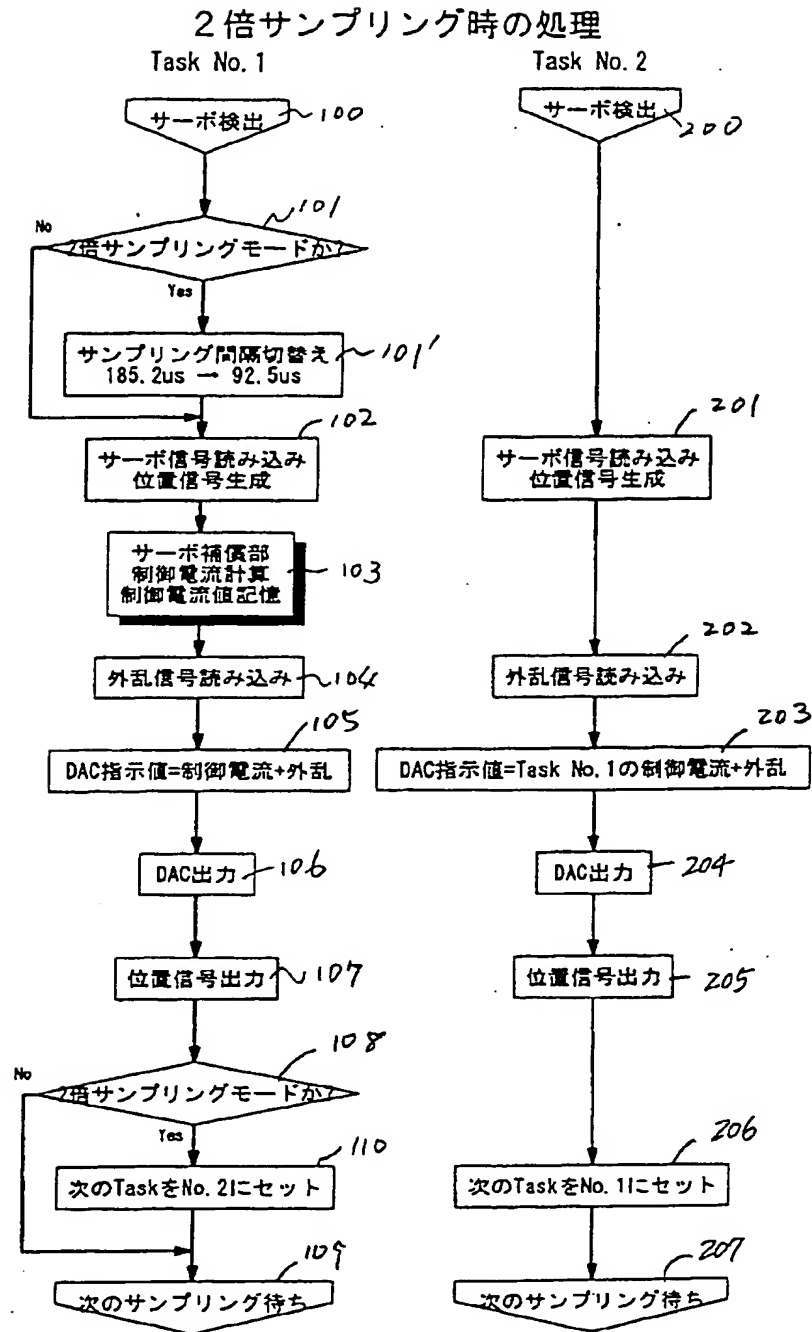 2倍サンプリング時の処理
Task No.1
サーボ検出
100
101
2倍サンプリングモードか?
No
Yes
サンプリング間隔切替え
185.2us → 92.5us
101'
102
サーボ信号読み込み
位置信号生成
サーボ補償部
制御電流計算
制御電流値記憶
103
外乱信号読み込み
104
105
DAC指示値=制御電流+外乱
DAC出力
106
位置信号出力
107
108
2倍サンプリングモードか?
No
Yes
110
次のTaskをNo.2にセット
109
次のサンプリング待ち
Task No.2
サーボ検出
200
201
サーボ信号読み込み
位置信号生成
202
外乱信号読み込み
203
DAC指示値=Task No.1の制御電流+外乱
DAC出力
204
位置信号出力
205
206
次のTaskをNo.1にセット
207
次のサンプリング待ち